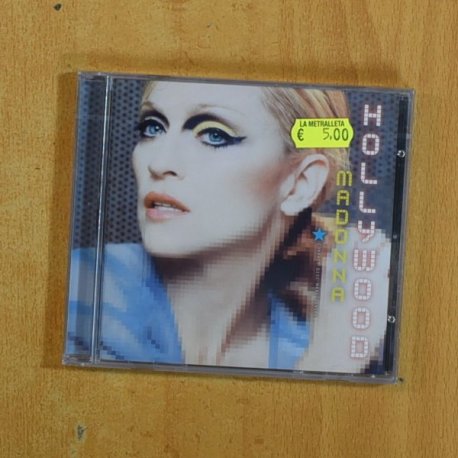 LA METRALLETA
€ 5,00
HOLLYWOOD
MADONNA